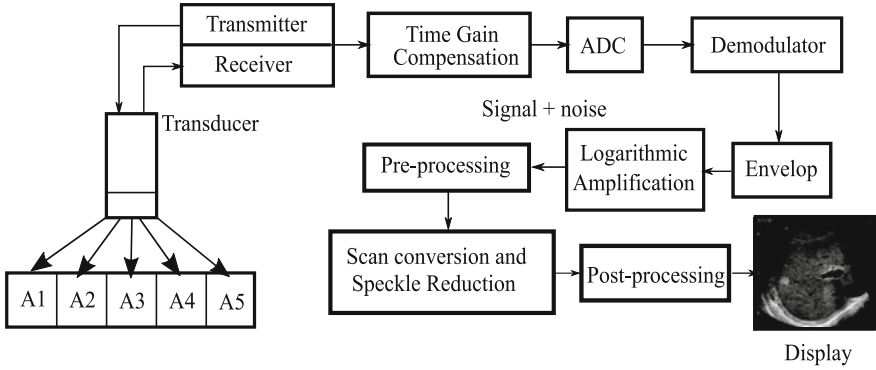 Transmitter
Receiver
Time Gain
Compensation
ADC
Demodulator
Transducer
Signal + noise
Pre-processing
Logarithmic
Amplification
Envelop
Scan conversion and
Speckle Reduction
Post-processing
A1 A2 A3 A4 A5
Display